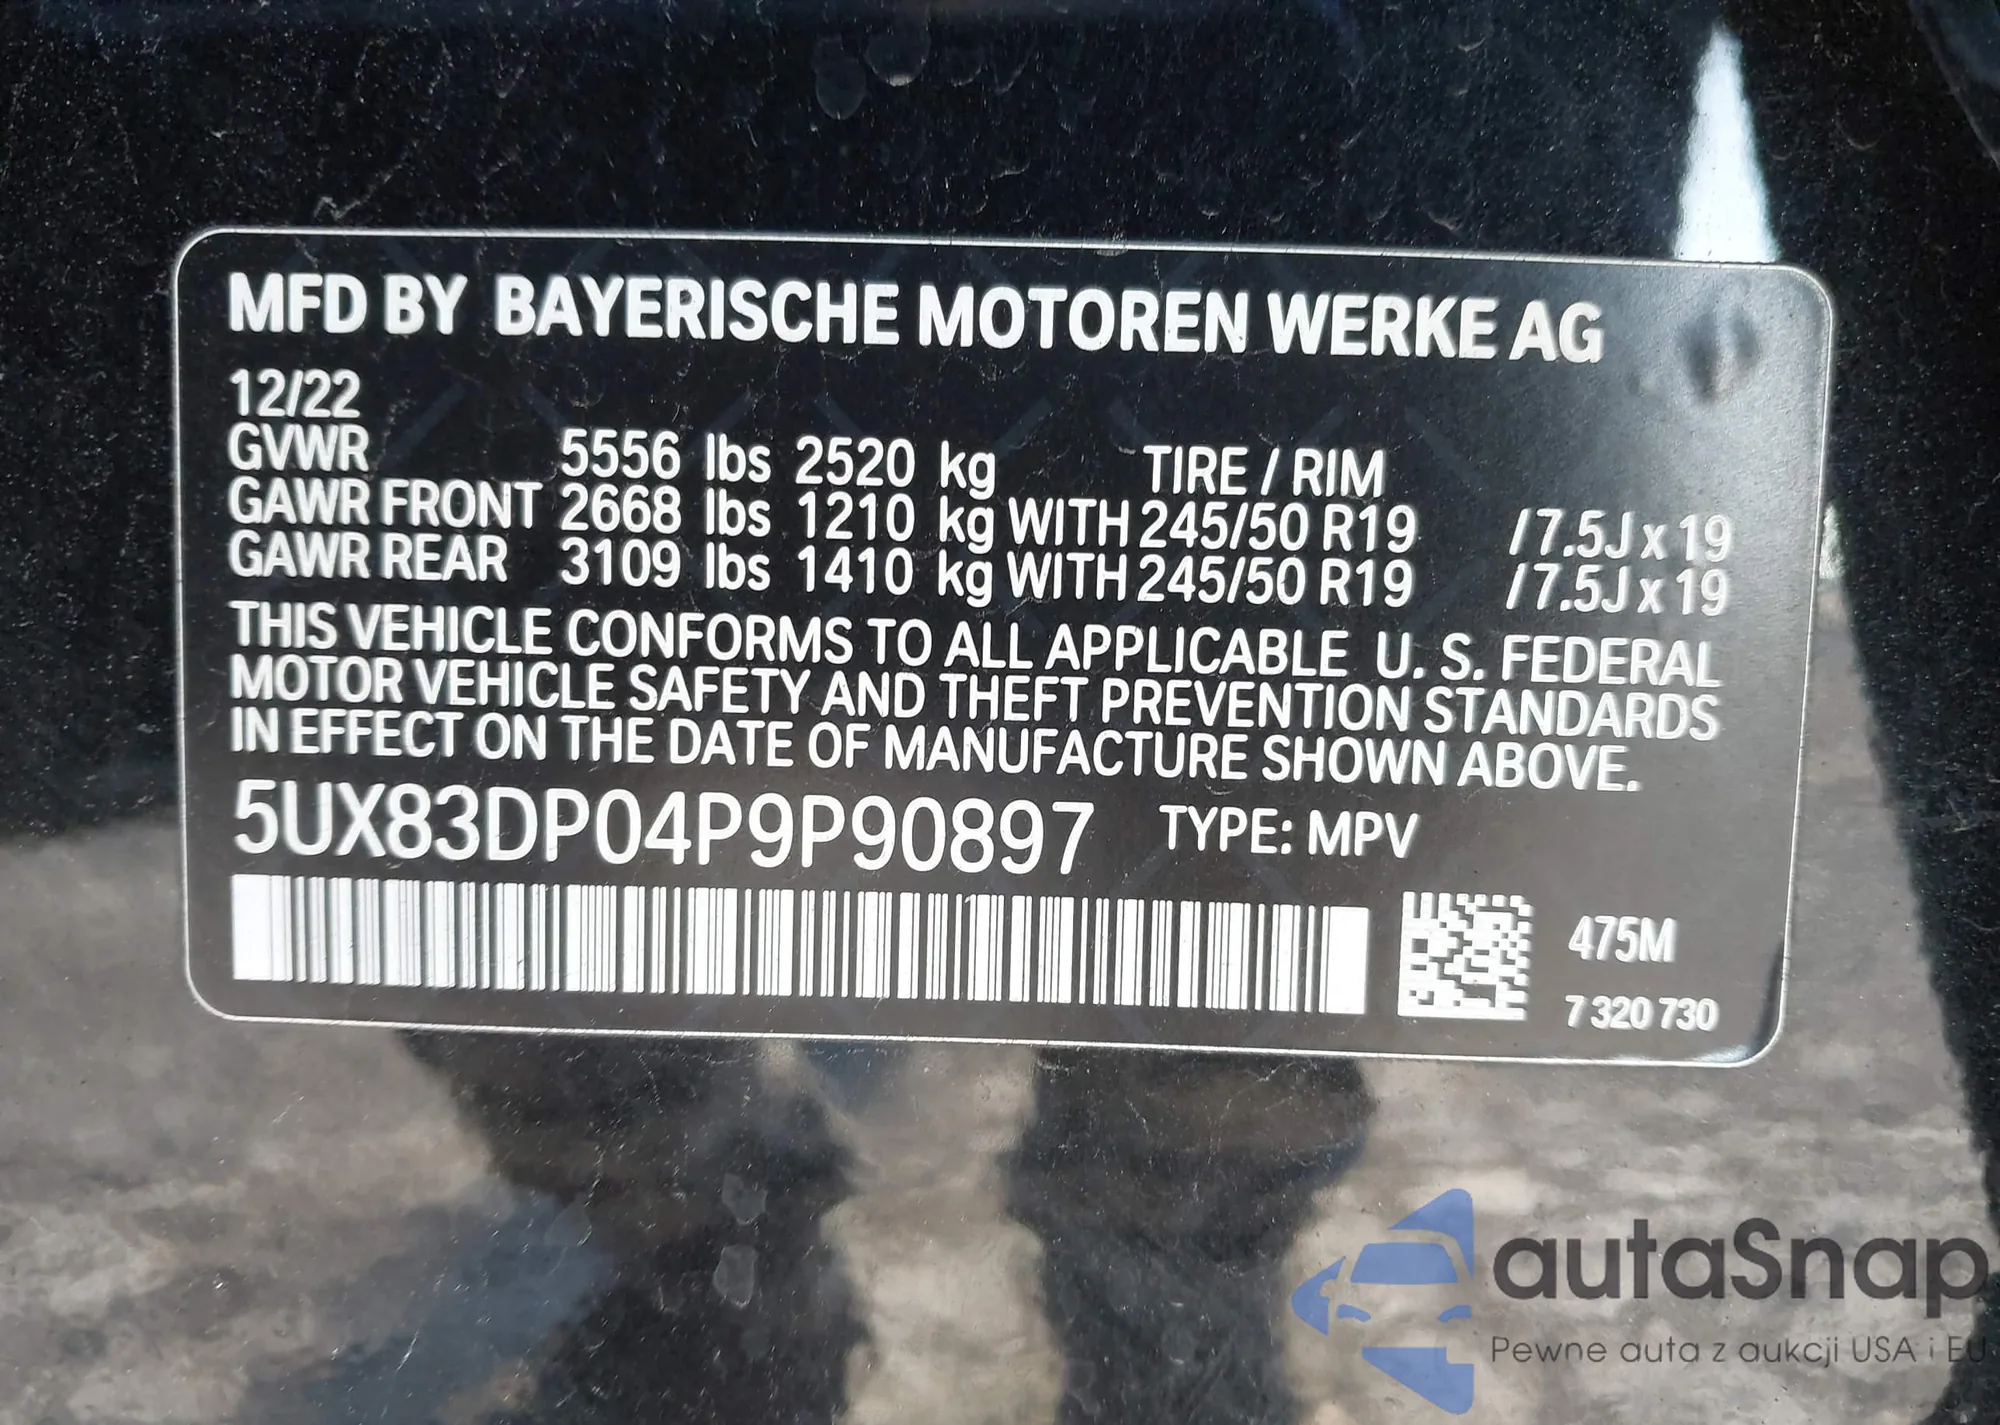 MFD BY BAYERISCHE MOTOREN WERKE AG
12/22
GVWR 5556 lbs 2520 kg TIRE / RIM
GAWR FRONT 2668 lbs 1210 kg WITH 245/50 R19 / 7.5J x 19
GAWR REAR 3109 lbs 1410 kg WITH 245/50 R19 / 7.5J x 19
THIS VEHICLE CONFORMS TO ALL APPLICABLE U. S. FEDERAL
MOTOR VEHICLE SAFETY AND THEFT PREVENTION STANDARDS
IN EFFECT ON THE DATE OF MANUFACTURE SHOWN ABOVE.
5UX83DP04P9P90897 TYPE: MPV
475M
7 320 730
autaSnap
Pewne auta z aukcji USA i EU